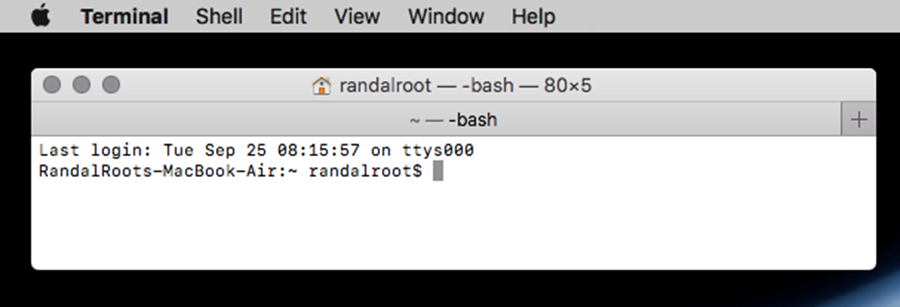 Terminal Shell Edit View Window Help
randalroot — -bash — 80×5
~ — -bash
Last login: Tue Sep 25 08:15:57 on ttys000
RandalRoots-MacBook-Air:~ randalroot$